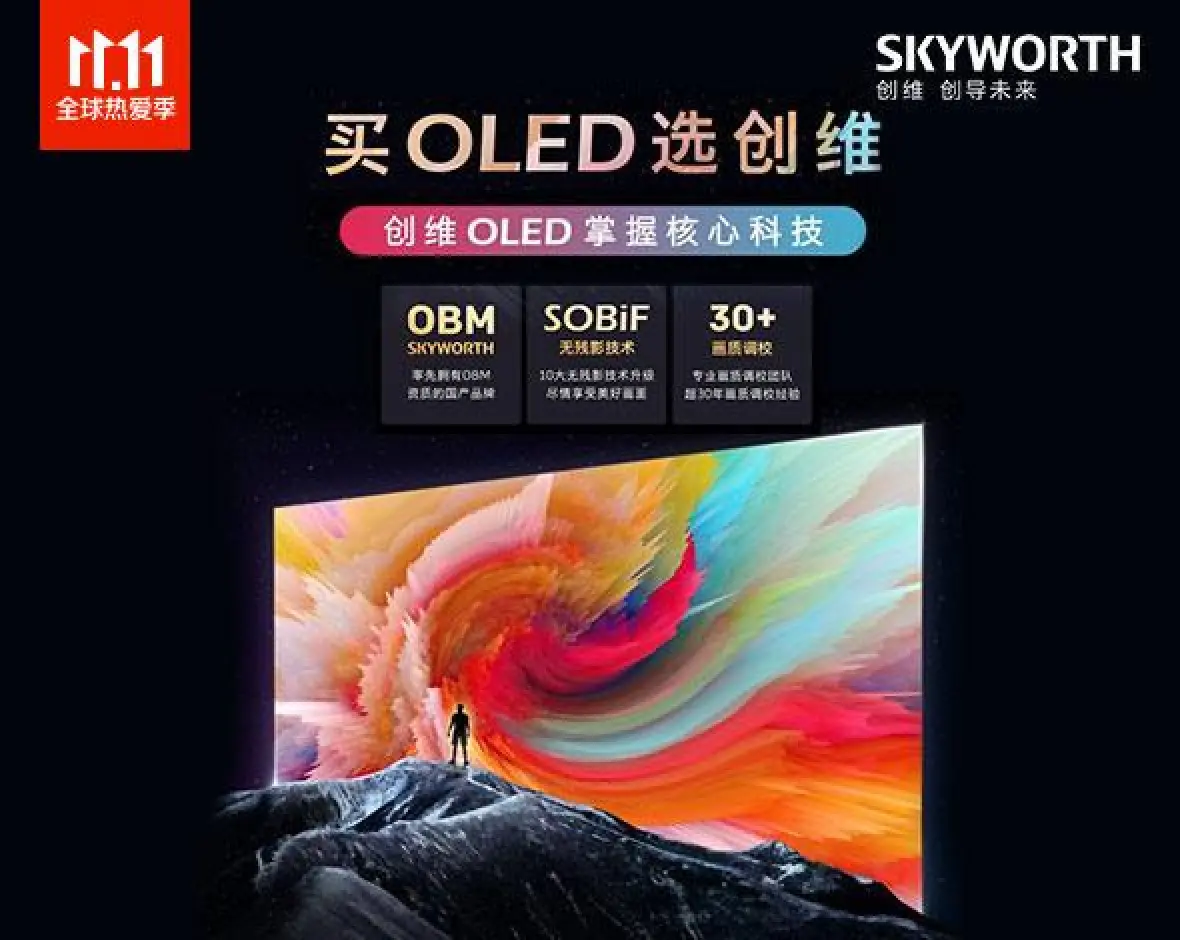 11.11
全球热爱季
SKYWORTH
创维 创导未来
买OLED选创维
创维OLED掌握核心科技
OBM
SKYWORTH
率先拥有OBM
资质的国产品牌
SOBiF
无残影技术
10大无残影技术升级
尽情享受美好画面
30+
画质调校
专业画质调校团队
超30年画质调校经验